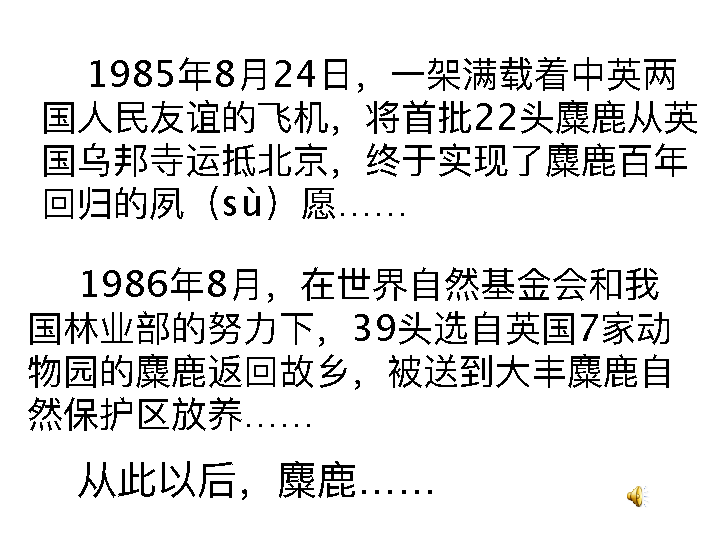 1985年8月24日，一架满载着中英两
国人民友谊的飞机，将首批22头麋鹿从英
国乌邦寺运抵北京，终于实现了麋鹿百年
回归的夙（sù）愿……
1986年8月，在世界自然基金会和我
国林业部的努力下，39头选自英国7家动
物园的麋鹿返回故乡，被送到大丰麋鹿自
然保护区放养……
从此以后，麋鹿……